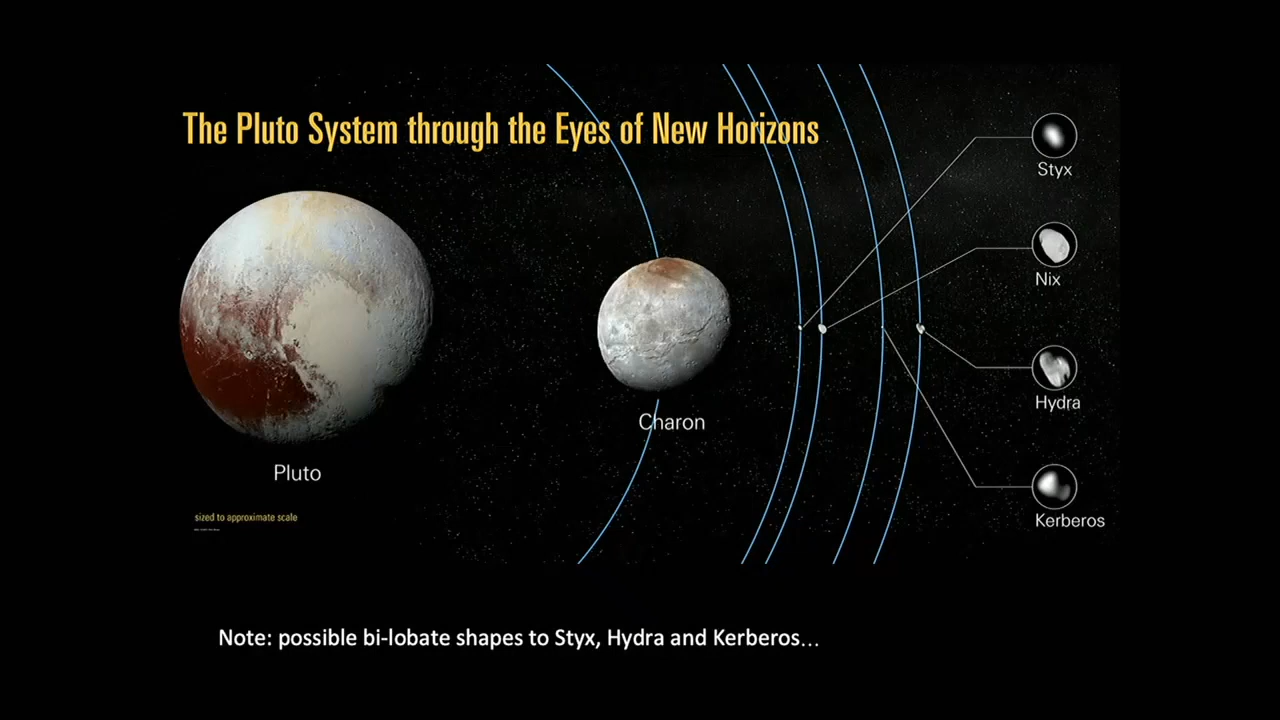 The Pluto System through the Eyes of New Horizons
Styx
Nix
Hydra
Charon
Pluto
sized to approximate scale
Kerberos
Note: possible bi-lobate shapes to Styx, Hydra and Kerberos...